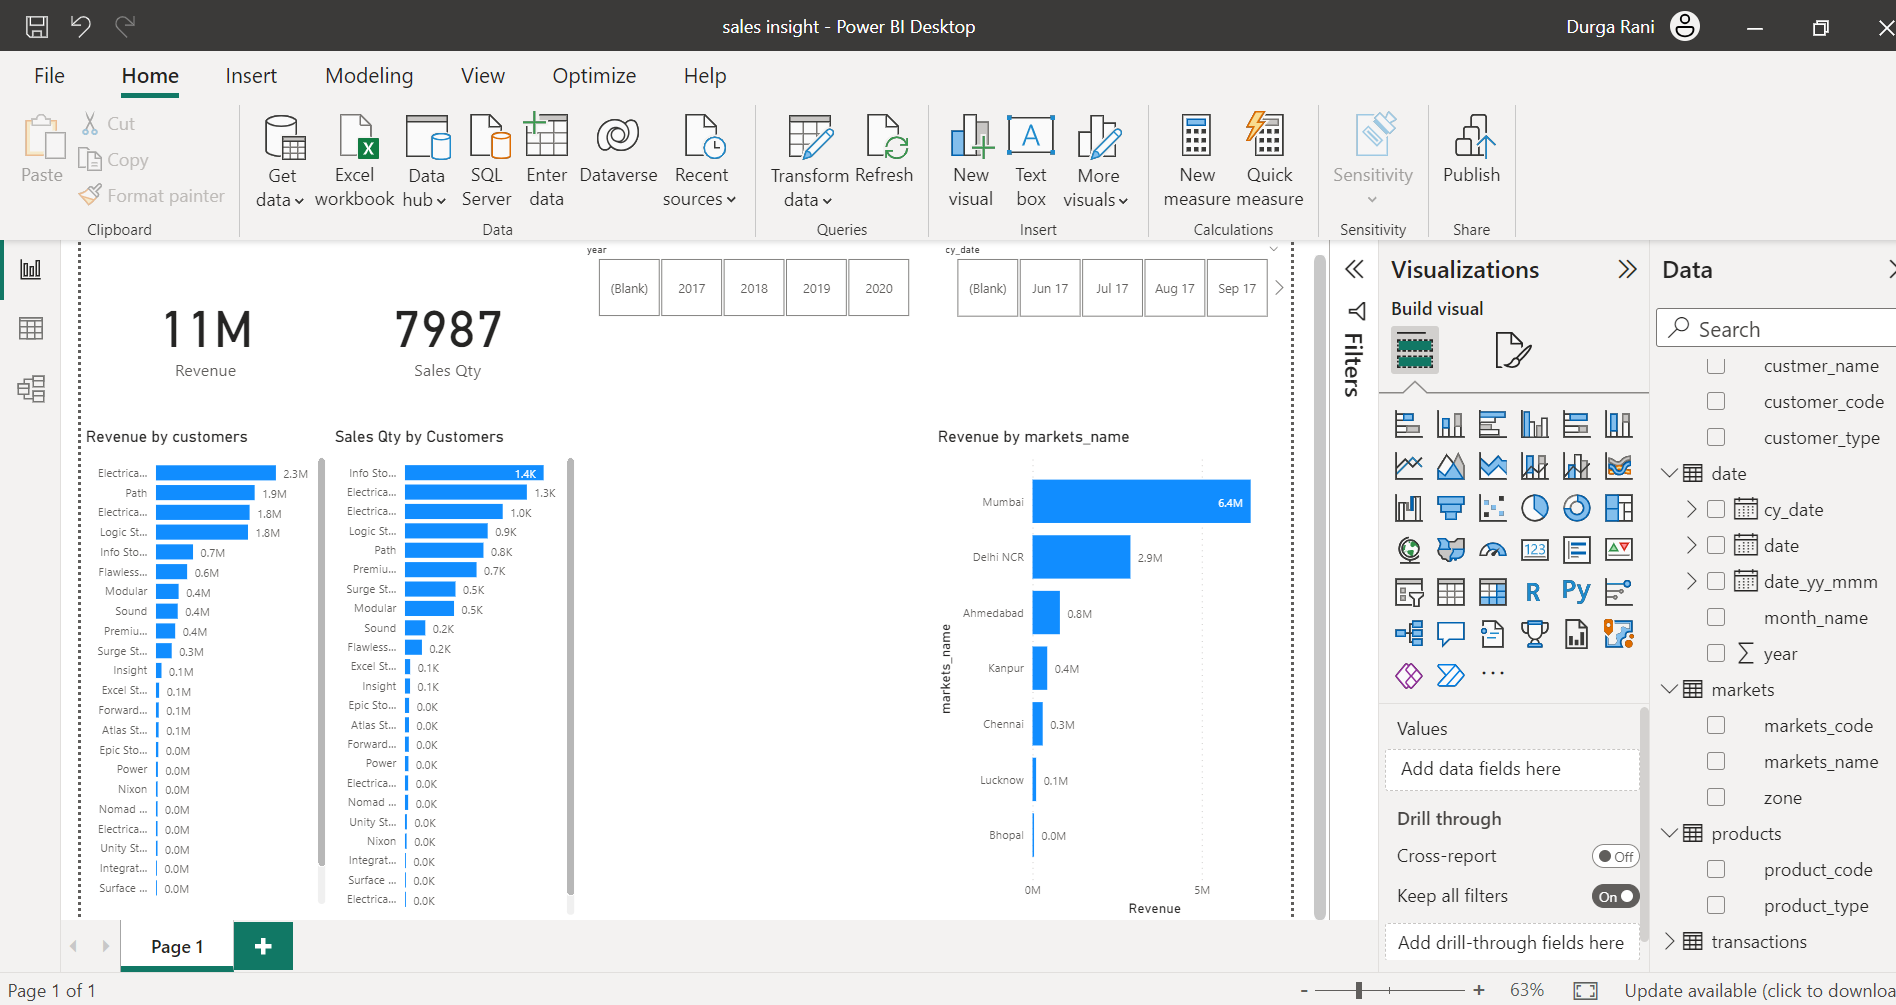 sales insight - Power BI Desktop
Durga Rani
File Home Insert Modeling View Optimize Help
Paste
Cut
Copy
Format painter
Clipboard
Get data
Excel workbook
Data hub
SQL Server
Enter data
Dataverse
Recent sources
Data
Transform data
Refresh
Queries
New visual
Text box
More visuals
Insert
New measure
Quick measure
Calculations
Sensitivity
Sensitivity
Publish
Share
year
(Blank) 2017 2018 2019 2020
cy_date
(Blank) Jun 17 Jul 17 Aug 17 Sep 17
11M
Revenue
7987
Sales Qty
Revenue by customers
Electrica... 2.3M
Path 1.9M
Electrica... 1.8M
Logic St... 1.8M
Info Sto... 0.7M
Flawless... 0.6M
Modular 0.4M
Sound 0.4M
Premiu... 0.4M
Surge St... 0.3M
Insight 0.1M
Excel St... 0.1M
Forward... 0.1M
Atlas St... 0.1M
Epic Sto... 0.0M
Power 0.0M
Nixon 0.0M
Nomad ... 0.0M
Electrica... 0.0M
Unity St... 0.0M
Integrat... 0.0M
Surface ... 0.0M
Sales Qty by Customers
Info Sto... 1.4K
Electrica... 1.3K
Electrica... 1.0K
Logic St... 0.9K
Path 0.8K
Premiu... 0.7K
Surge St... 0.5K
Modular 0.5K
Sound 0.2K
Flawless... 0.2K
Excel St... 0.1K
Insight 0.1K
Epic Sto... 0.0K
Atlas St... 0.0K
Forward... 0.0K
Power 0.0K
Electrica... 0.0K
Nomad ... 0.0K
Unity St... 0.0K
Nixon 0.0K
Integrat... 0.0K
Surface ... 0.0K
Electrica... 0.0K
Revenue by markets_name
markets_name
Mumbai 6.4M
Delhi NCR 2.9M
Ahmedabad 0.8M
Kanpur 0.4M
Chennai 0.3M
Lucknow 0.1M
Bhopal 0.0M
0M 5M
Revenue
Filters
Visualizations
Build visual
123
R
Py
...
Values
Add data fields here
Drill through
Cross-report Off
Keep all filters On
Add drill-through fields here
Data
Search
custmer_name
customer_code
customer_type
date
cy_date
date
date_yy_mmm
month_name
year
markets
markets_code
markets_name
zone
products
product_code
product_type
transactions
Page 1
Page 1 of 1
- + 63%
Update available (click to downloa